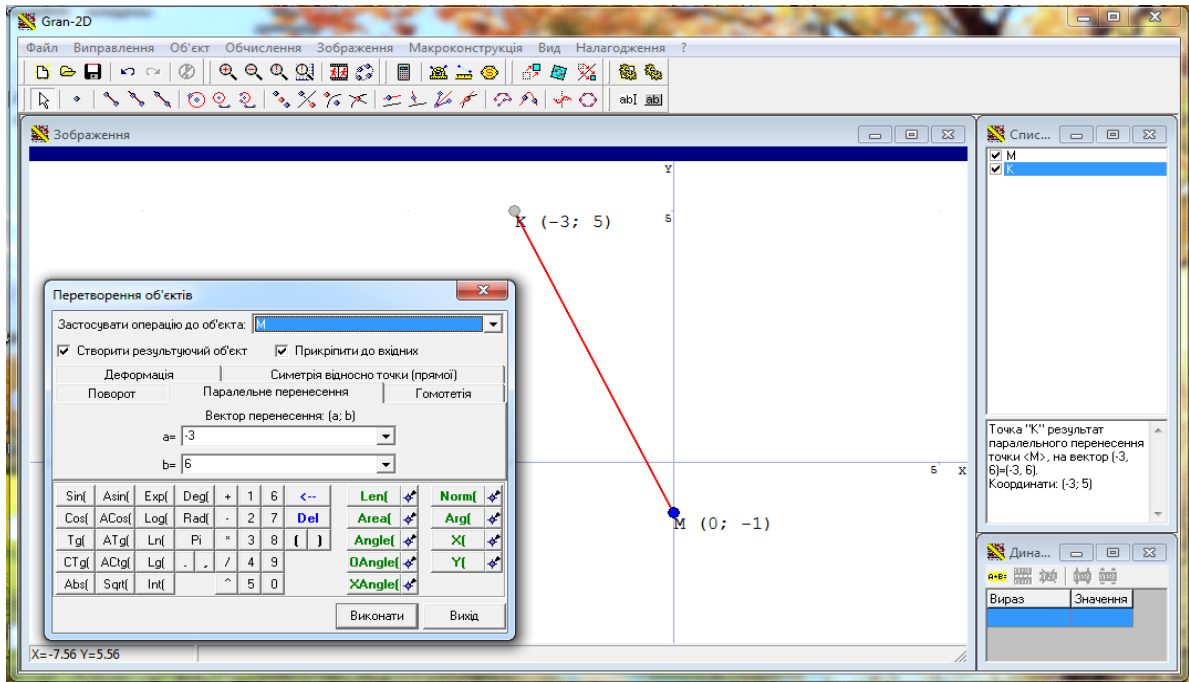 Gran-2D
Файл Виправлення Об'єкт Обчислення Зображення Макроконструкція Вид Налагодження ?
abI ab
Зображення
Y
5
K (-3; 5)
5 X
M (0; -1)
X=-7.56 Y=5.56
Перетворення об'єктів
Застосувати операцію до об'єкта: M
Створити результуючий об'єкт Прикріпити до вхідних
Деформація Симетрія відносно точки (прямої)
Поворот Паралельне перенесення Гомотетія
Вектор перенесення: (a; b)
a= -3
b= 6
Sin( Asin( Exp( Deg( + 1 6 <-- Len( Norm(
Cos( ACos( Log( Rad( - 2 7 Del Area( Arg(
Tg( ATg( Ln( Pi * 3 8 ( ) Angle( X(
CTg( ACtg( Lg( . , / 4 9 OAngle( Y(
Abs( Sqrt( Int( ^ 5 0 XAngle(
Виконати Вихід
Спис...
M
K
Точка "K" результат
паралельного перенесення
точки <M>, на вектор (-3,
6)=(-3, 6).
Координати: (-3; 5)
Дина...
A+B=
Вираз Значення